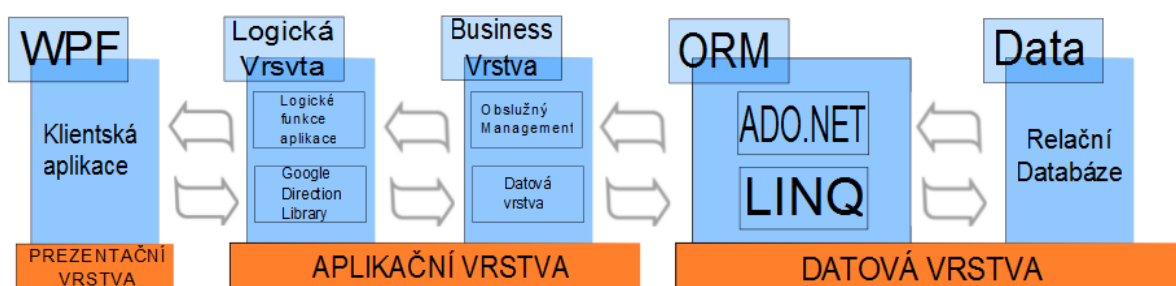 WPF
Klientská
aplikace
PREZENTAČNÍ
VRSTVA
Logická
Vrsvta
Logické
funkce
aplikace
Google
Direction
Library
Business
Vrstva
Obslužný
Management
Datová
vrstva
APLIKAČNÍ VRSTVA
ORM
ADO.NET
LINQ
Data
Relační
Databáze
DATOVÁ VRSTVA